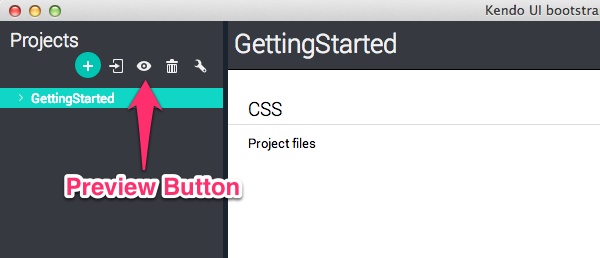 Kendo UI bootstra
Projects
GettingStarted
GettingStarted
CSS
Project files
Preview Button